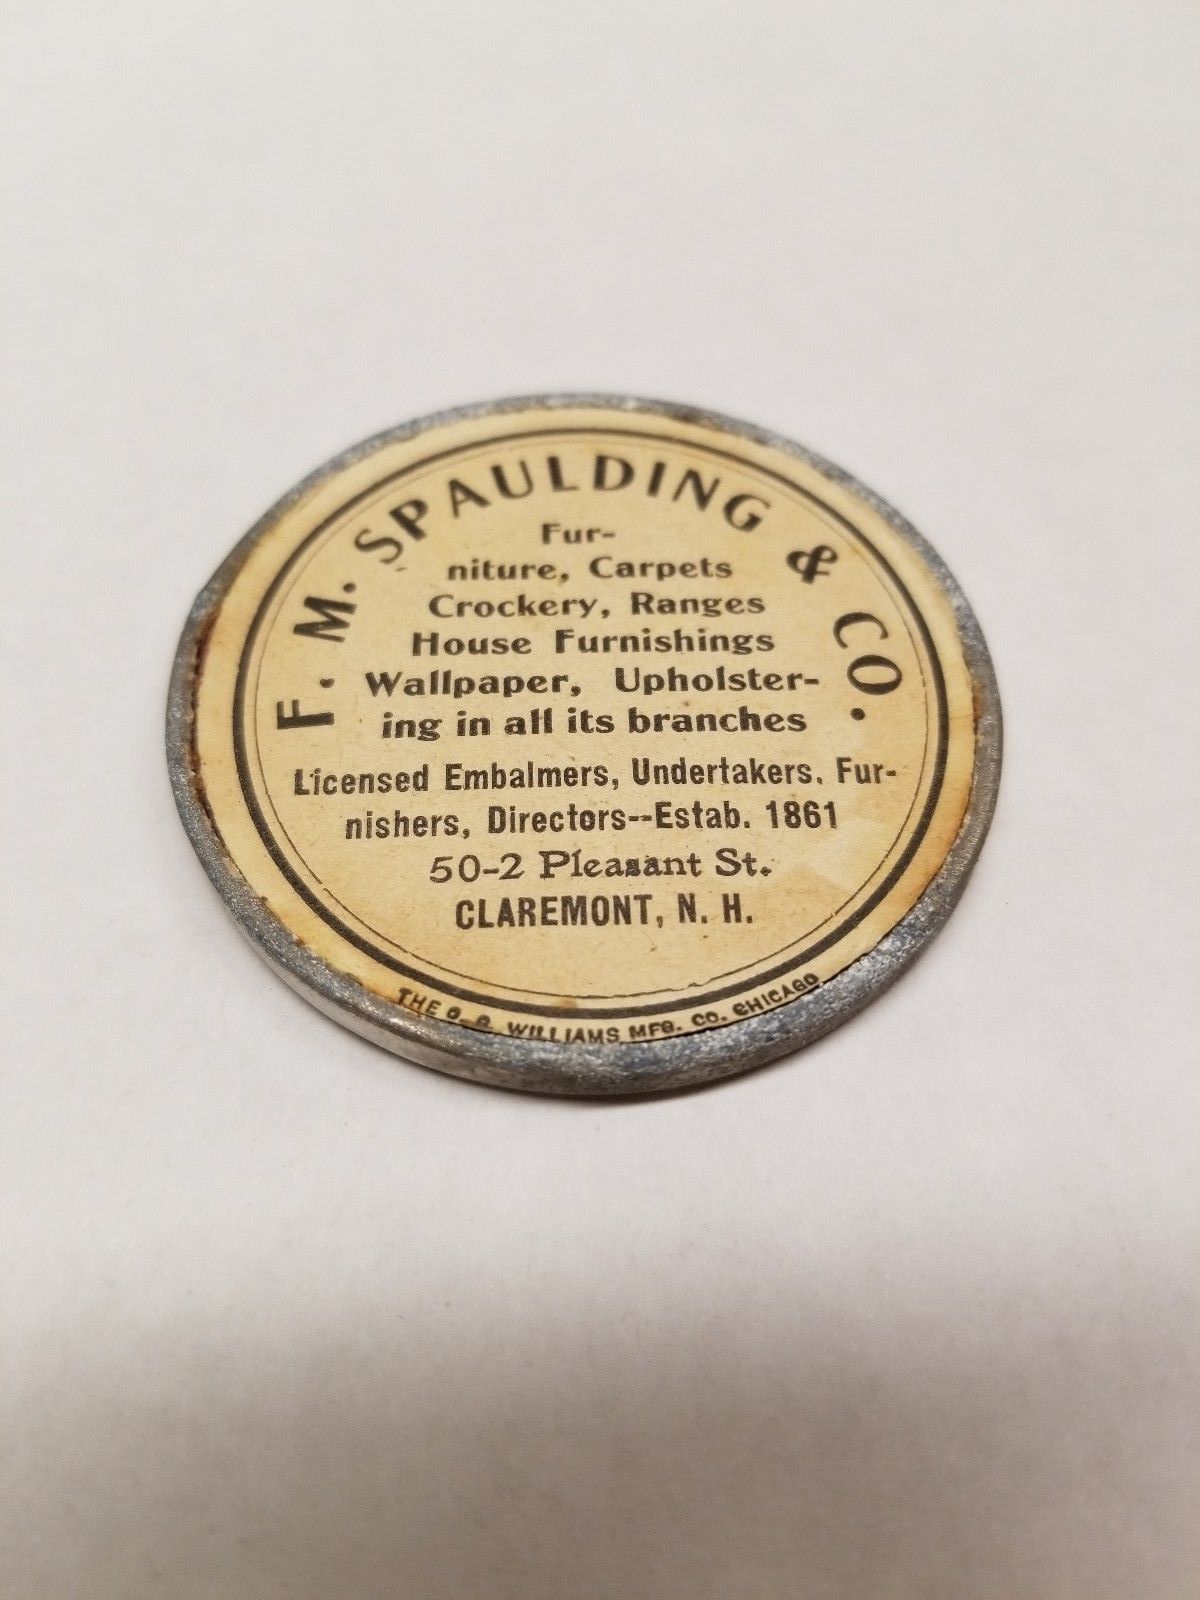 F. M. SPAULDING & CO.
Fur-
niture, Carpets
Crockery, Ranges
House Furnishings
Wallpaper, Upholster-
ing in all its branches
Licensed Embalmers, Undertakers, Fur-
nishers, Directors--Estab. 1861
50-2 Pleasant St.
CLAREMONT, N. H.
THE WILLIAMS MFG. CO. CHICAGO